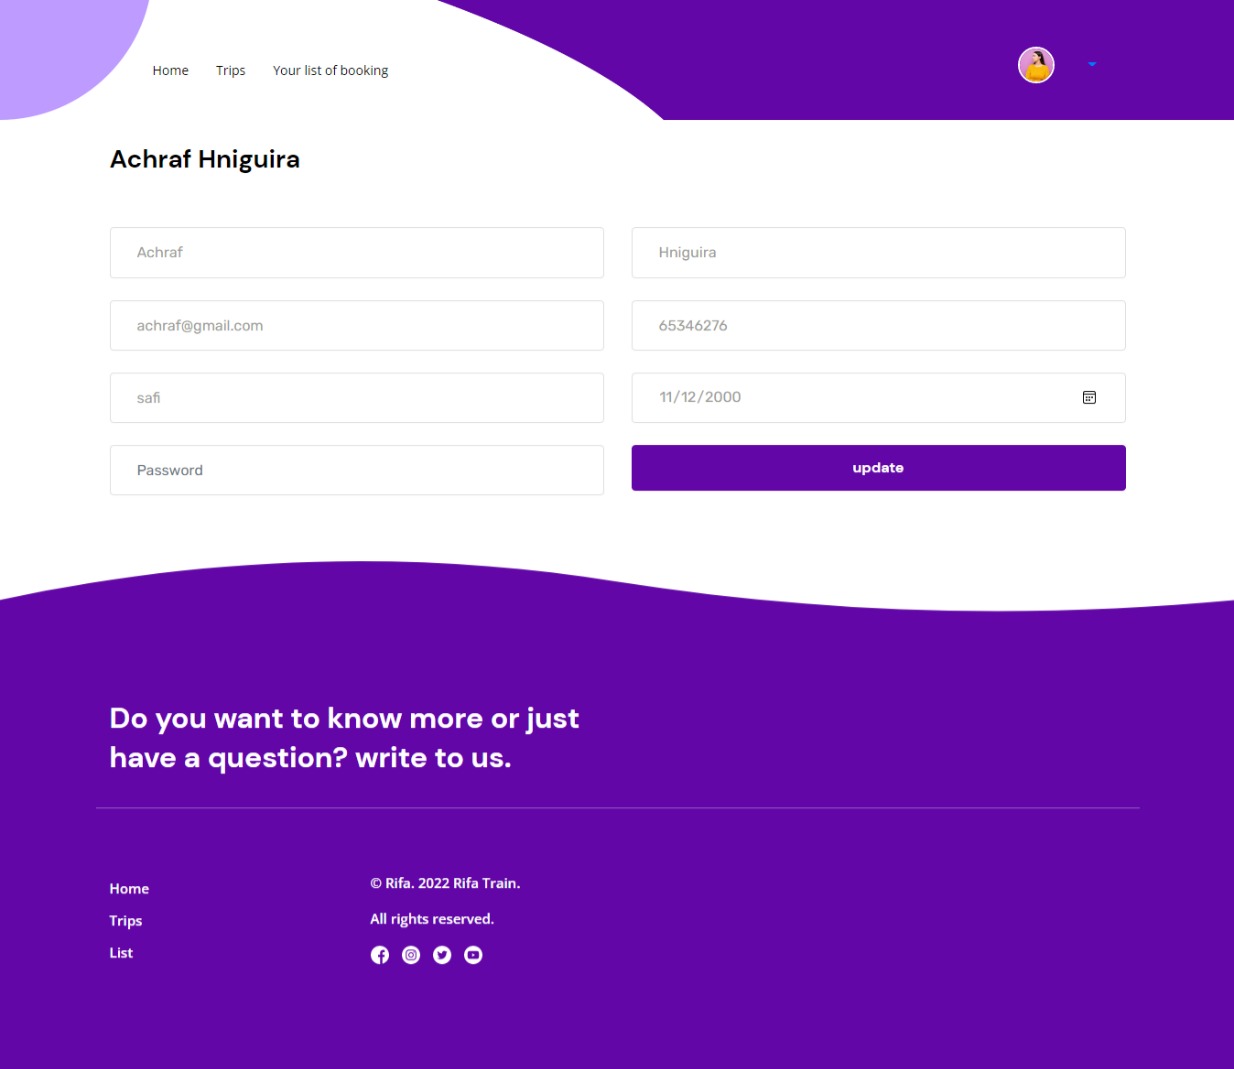 Home Trips Your list of booking
Achraf Hniguira
Achraf
Hniguira
achraf@gmail.com
65346276
safi
11/12/2000
Password
update
Do you want to know more or just
have a question? write to us.
Home
Trips
List
© Rifa. 2022 Rifa Train.
All rights reserved.